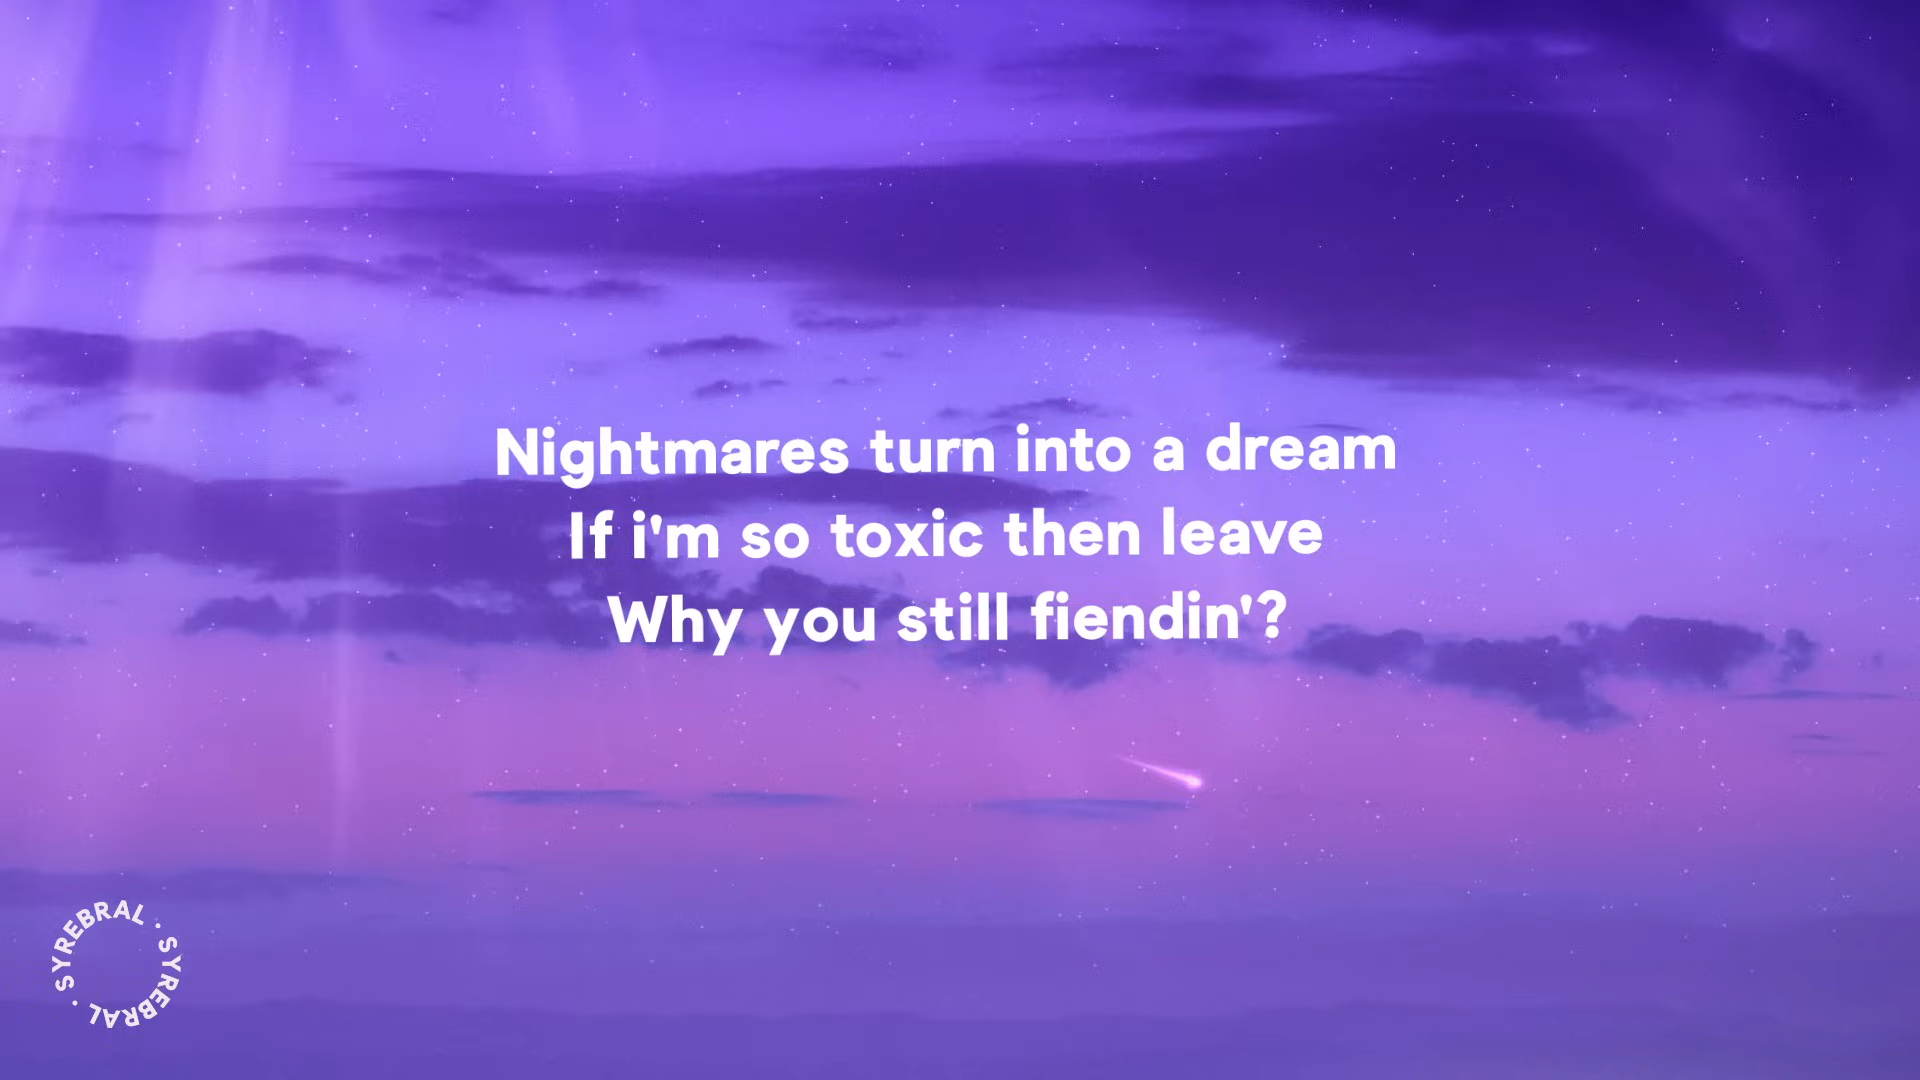 Nightmares turn into a dream
If i'm so toxic then leave
Why you still fiendin'?
SYREBRAL · SYREBRAL ·